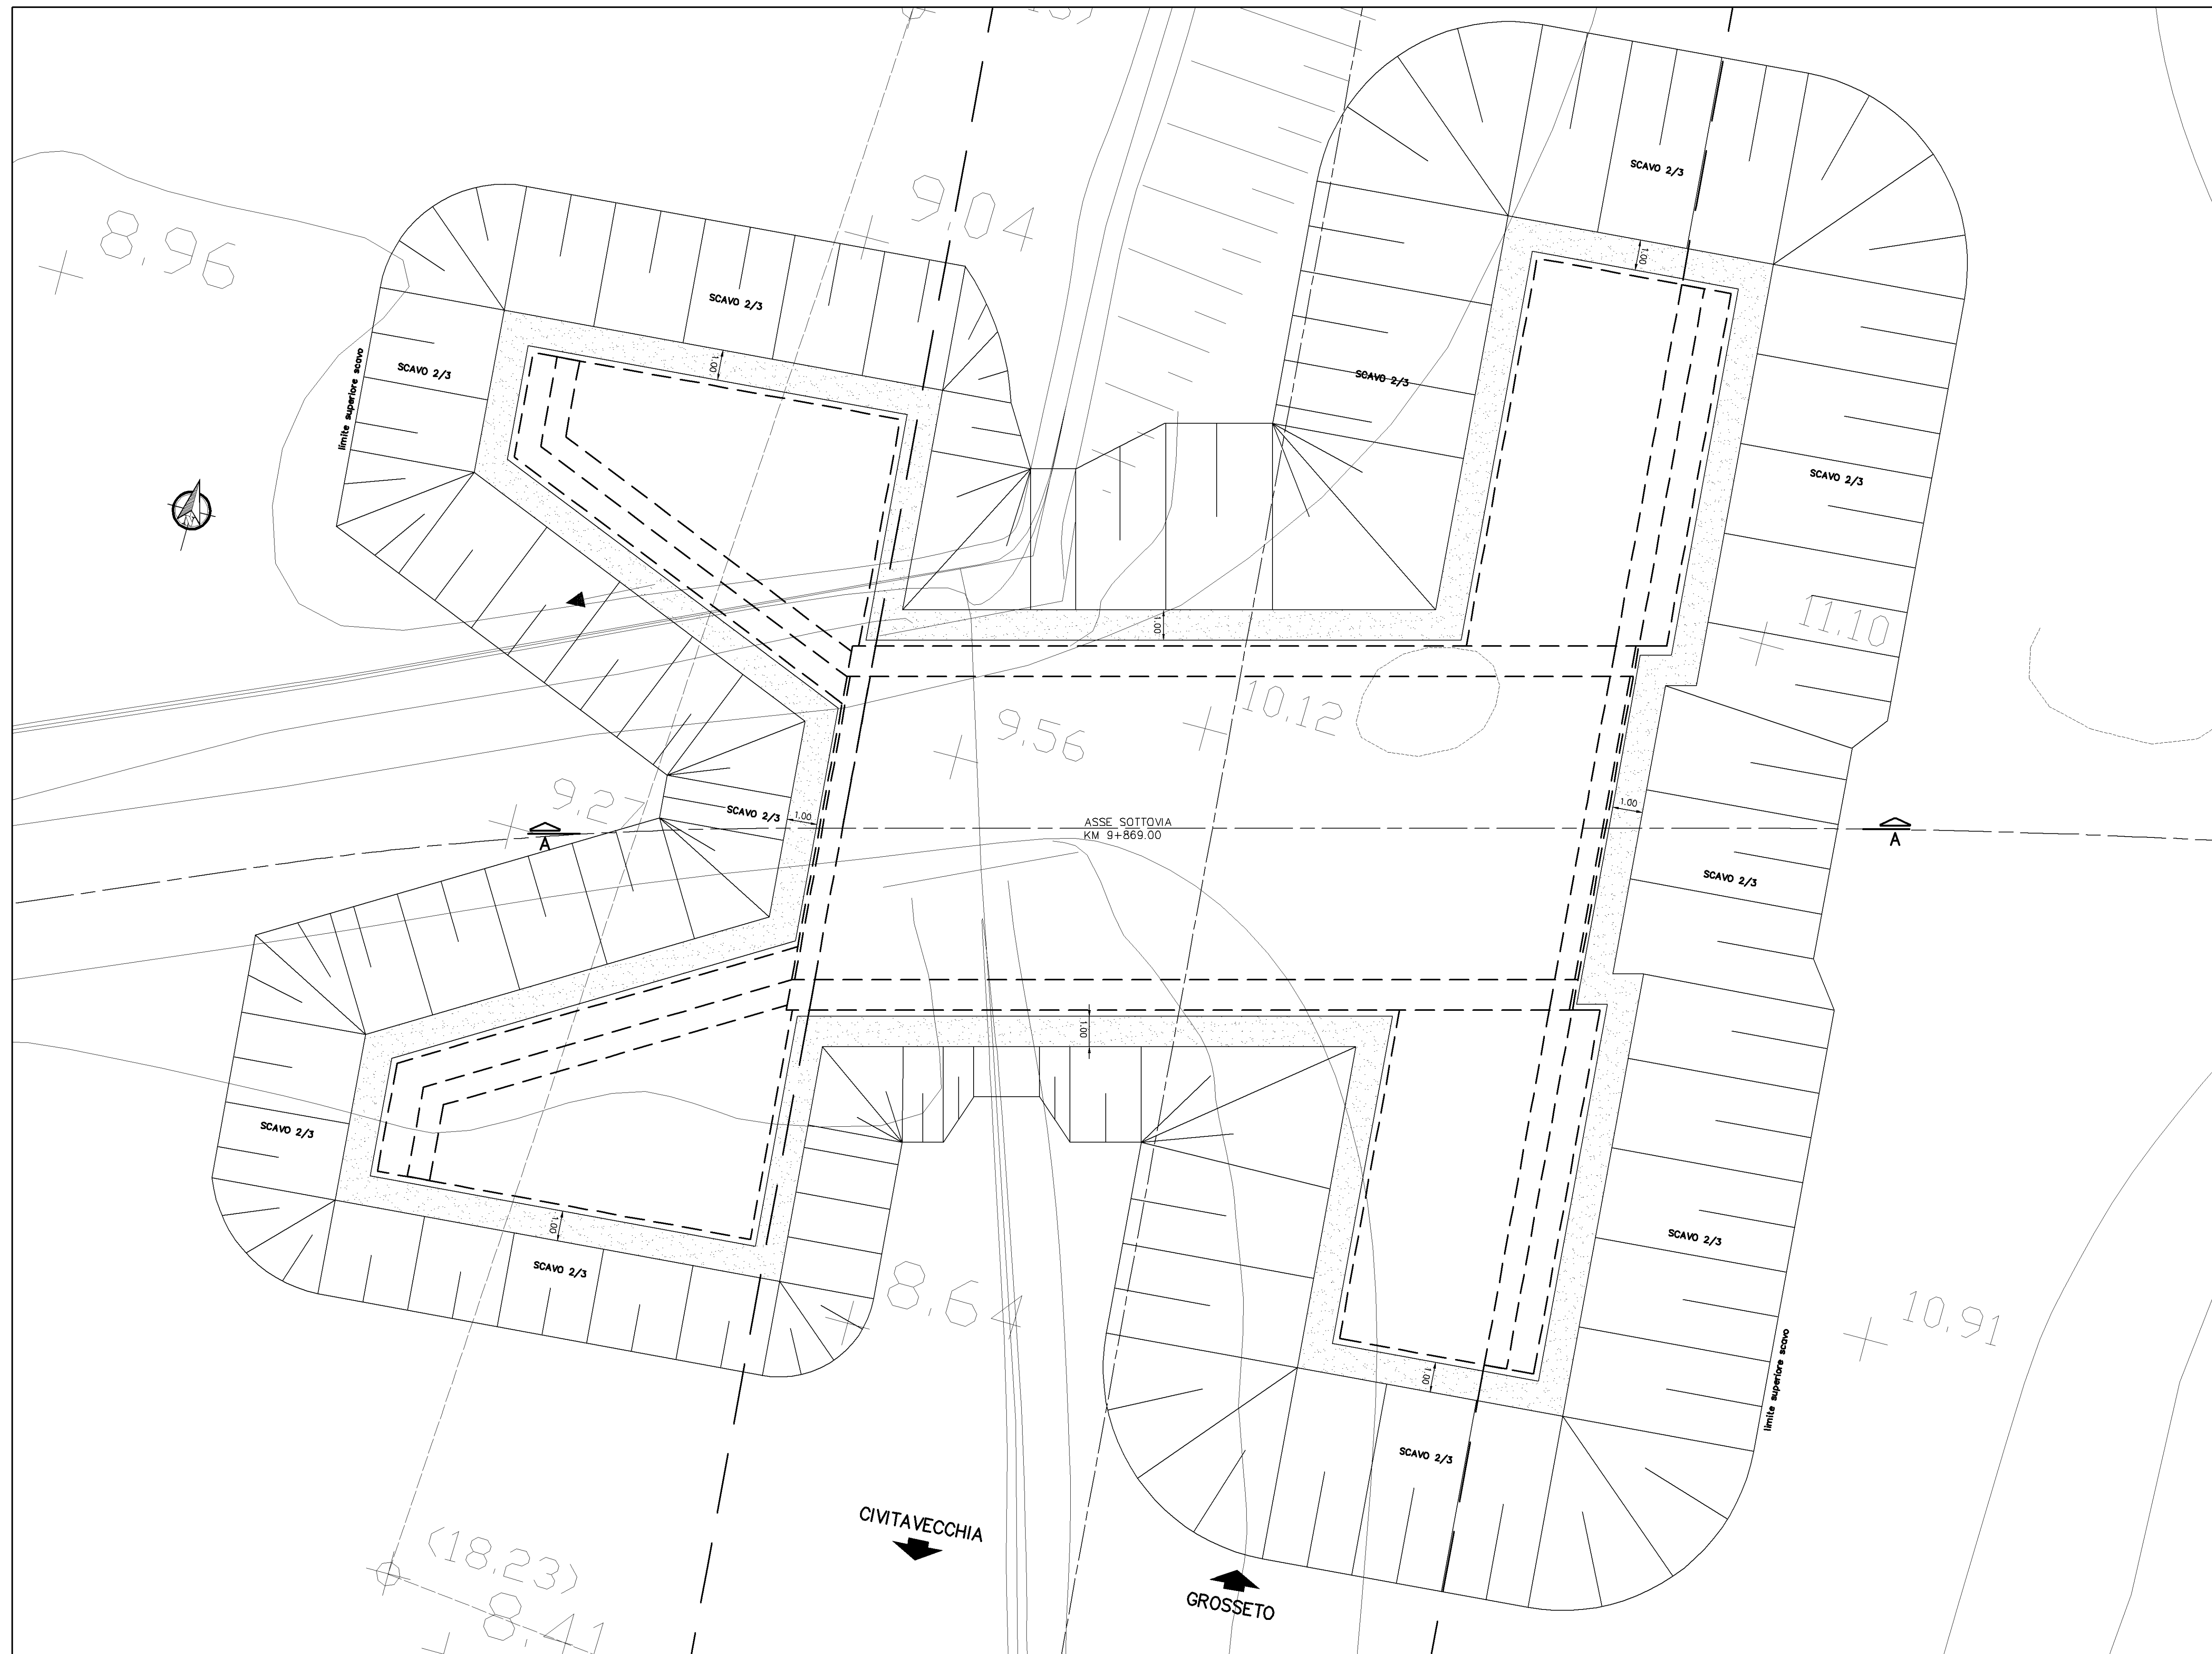 SCAVO 2/3
8,96
9,04
SCAVO 2/3
1.00
limite superiore scavo
SCAVO 2/3
1.00
SCAVO 2/3
SCAVO 2/3
11,10
1.00
10,12
9,56
9,27
SCAVO 2/3
1.00
1.00
ASSE SOTTOVIA
KM 9+869.00
A
A
SCAVO 2/3
1.00
SCAVO 2/3
1.00
SCAVO 2/3
SCAVO 2/3
8,64
10,91
limite superiore scavo
1.00
SCAVO 2/3
CIVITAVECCHIA
(18,23)
GROSSETO
8,41